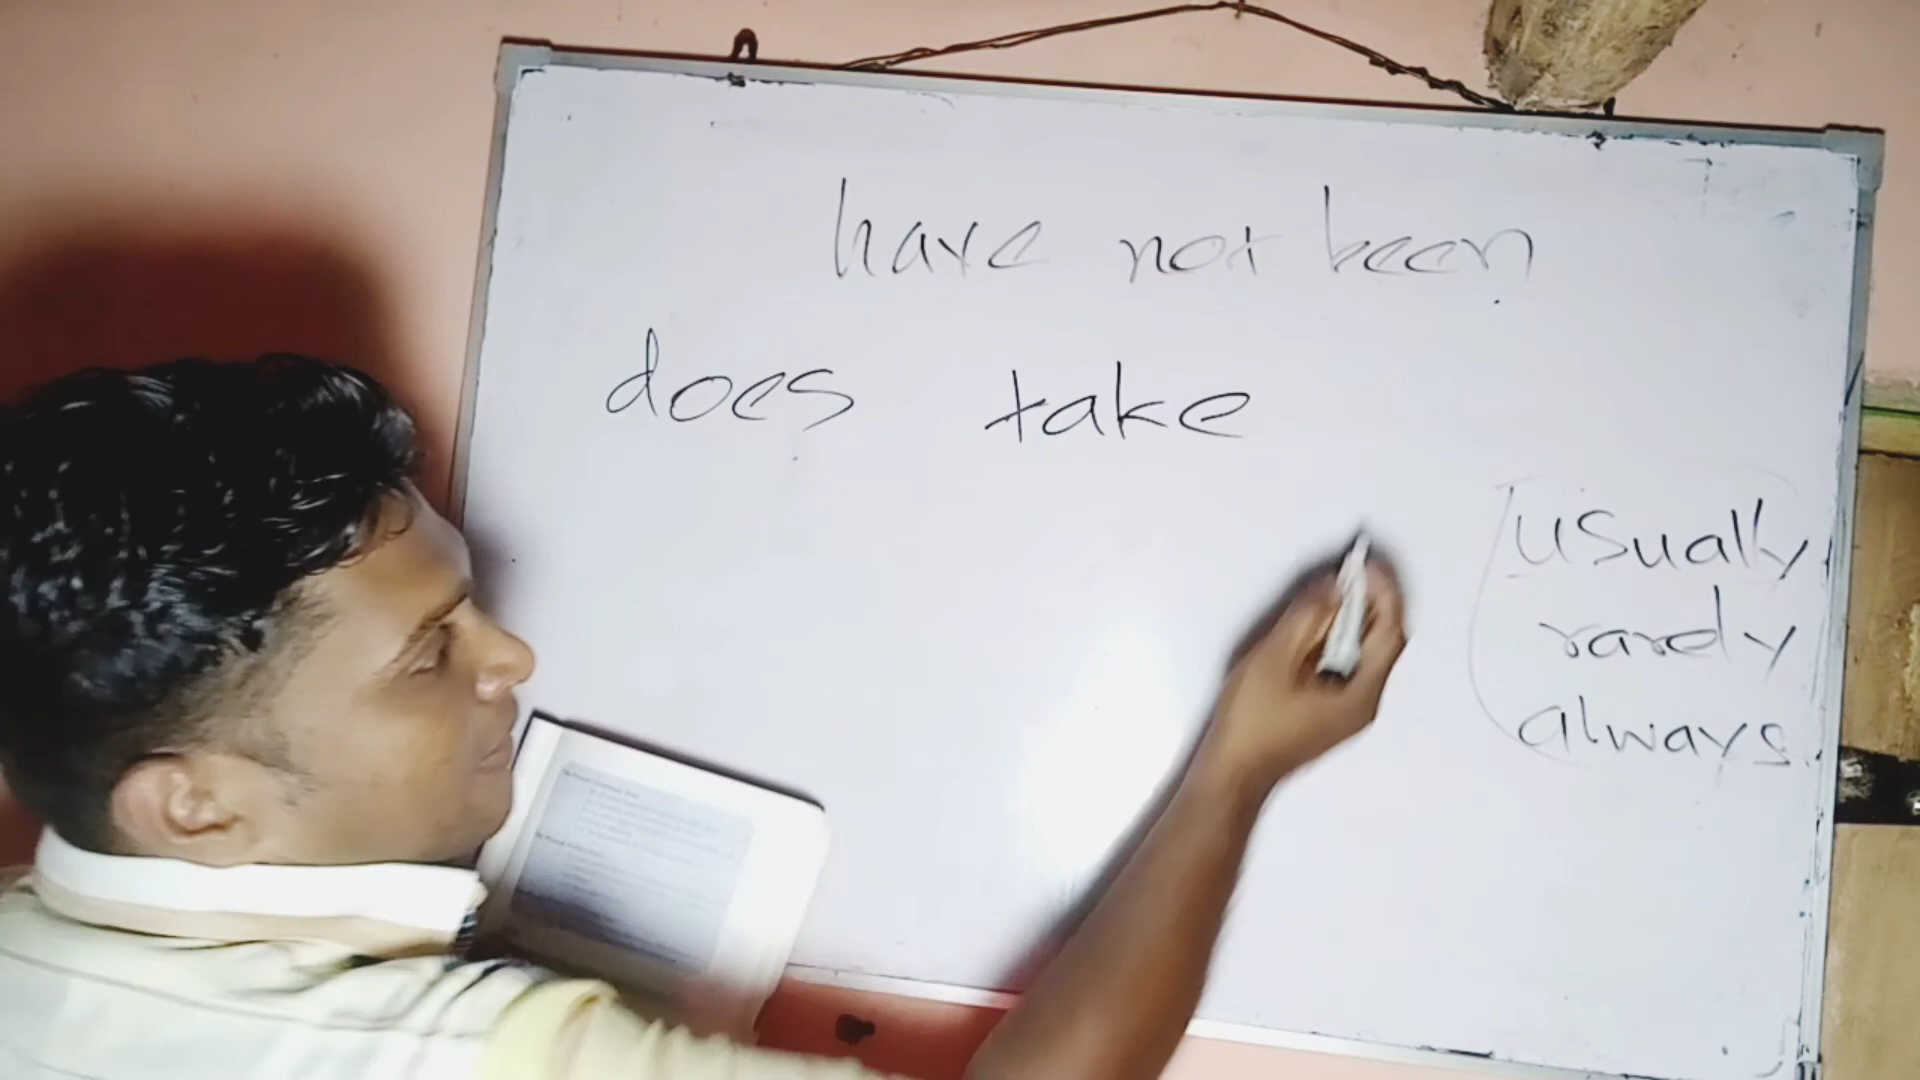 have not been
does take
usually,
rarely
always.